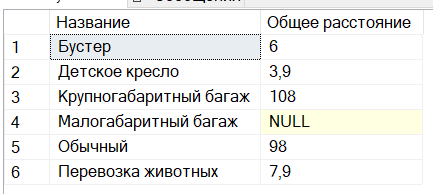 Название Общее расстояние
1 Бустер 6
2 Детское кресло 3,9
3 Крупногабаритный багаж 108
4 Малогабаритный багаж NULL
5 Обычный 98
6 Перевозка животных 7,9